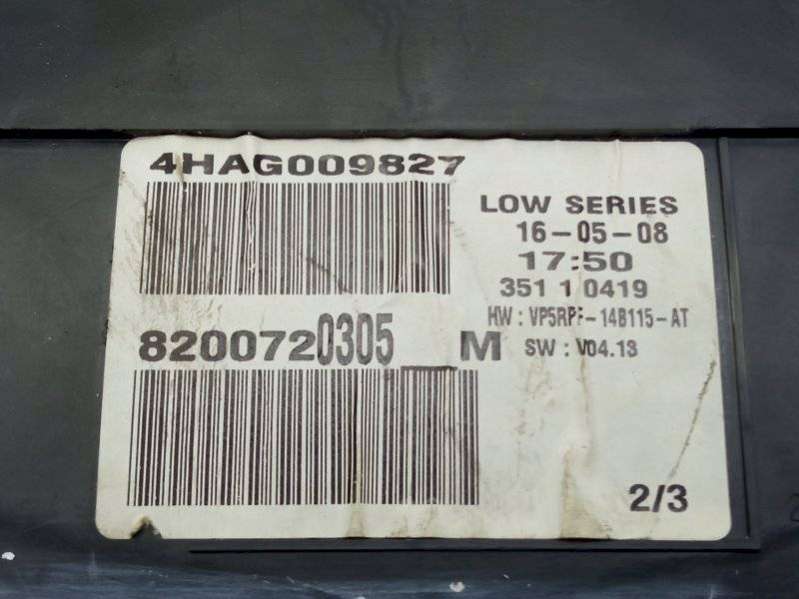 4HAG009827
LOW SERIES
16-05-08
17:50
351 1 0419
HW : VP5RPF-14B115-AT
8200720305__M
SW : V04.13
2/3